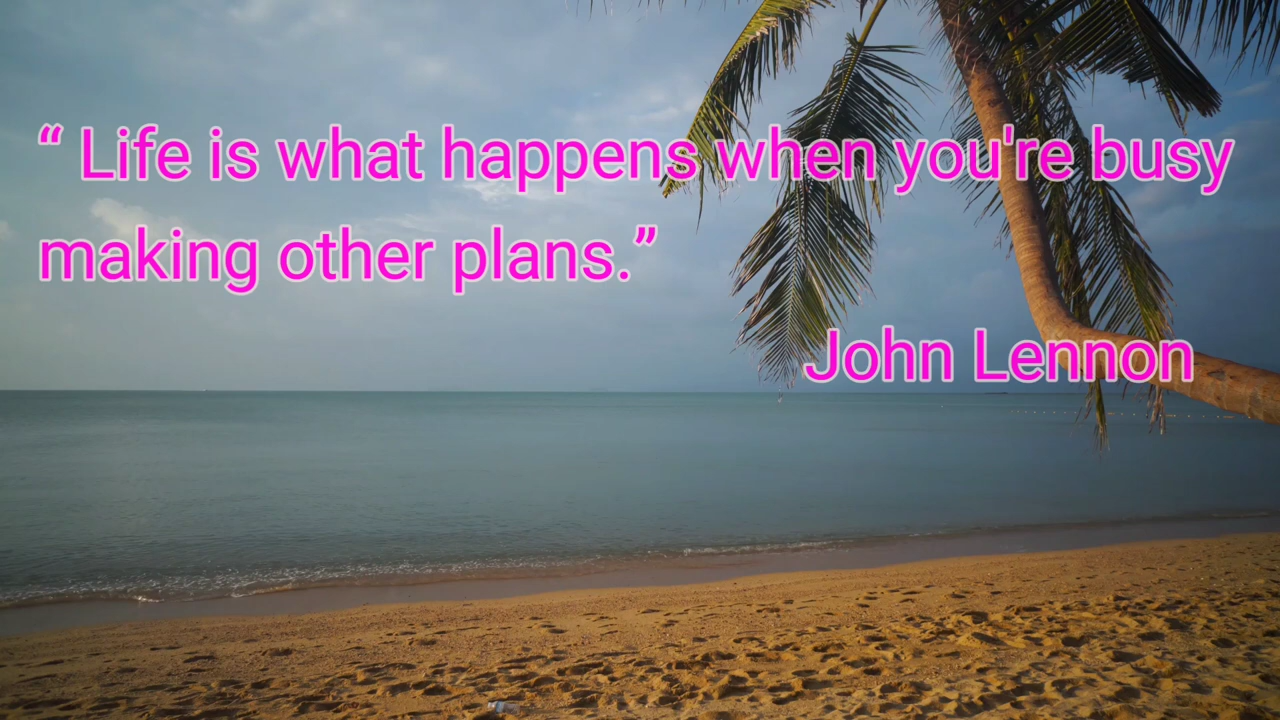 “ Life is what happens when you're busy
making other plans.”
John Lennon